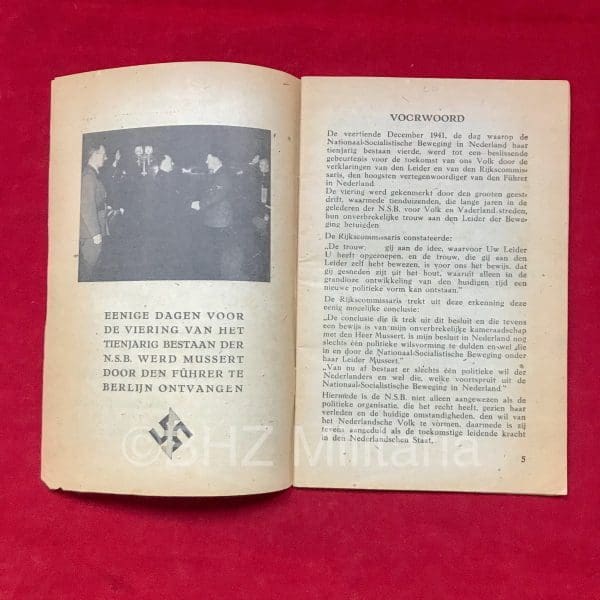 EENIGE DAGEN VOOR
DE VIERING VAN HET
TIENJARIG BESTAAN DER
N.S.B. WERD MUSSERT
DOOR DEN FÜHRER TE
BERLIJN ONTVANGEN
VOORWOORD
De veertiende December 1941, de dag waarop de
Nationaal-Socialistische Beweging in Nederland haar
tienjarig bestaan vierde, werd tot een beslissende
gebeurtenis voor de toekomst van ons Volk door de
verklaringen van den Leider en van den Rijkscommis-
saris, den hoogsten vertegenwoordiger van den Führer
in Nederland
De viering werd gekenmerkt door den grooten geest-
drift, waarmede tienduizenden, die lange jaren in de
gelederen der N.S.B. voor Volk en Vaderland streden,
hun onverbrekelijke trouw aan den Leider der Bewe-
ging betuigden
De Rijkscommissaris constateerde:
„De trouw, gij aan de idee, waarvoor Uw Leider
U heeft opgeroepen, en de trouw, die gij aan den
Leider zelf hebt bewezen, is voor ons het bewijs, dat
gij gesneden zijt uit het hout, waaruit alleen in de
grandioze ontwikkeling van den huidigen tijd een
nieuwe politieke vorm kan ontstaan."
De Rijkscommissaris trekt uit deze erkenning deze
eenig mogelijke conclusie:
„De conclusie die ik trek uit dit besluit en die tevens
een bewijs is van mijn onverbrekelijke kameraadschap
met den Heer Mussert, is mijn besluit in Nederland nog
slechts één politieke wilsvorming te dulden en wel die
in en door de Nationaal-Socialistische Beweging onder
haar Leider Mussert."
„Van nu af bestaat er slechts één politieke wil der
Nederlanders en wel die, welke voortspruit uit de
Nationaal-Socialistische Beweging in Nederland."
Hiermede is de N.S.B. niet alleen aangewezen als de
politieke organisatie, die het recht heeft, gezien haar
verleden en de huidige omstandigheden, den wil van
het Nederlandsche Volk te vormen, daarmede is zij
tevens aangeduid als de toekomstige leidende kracht
in den Nederlandschen Staat.
5
©BHZ Militaria